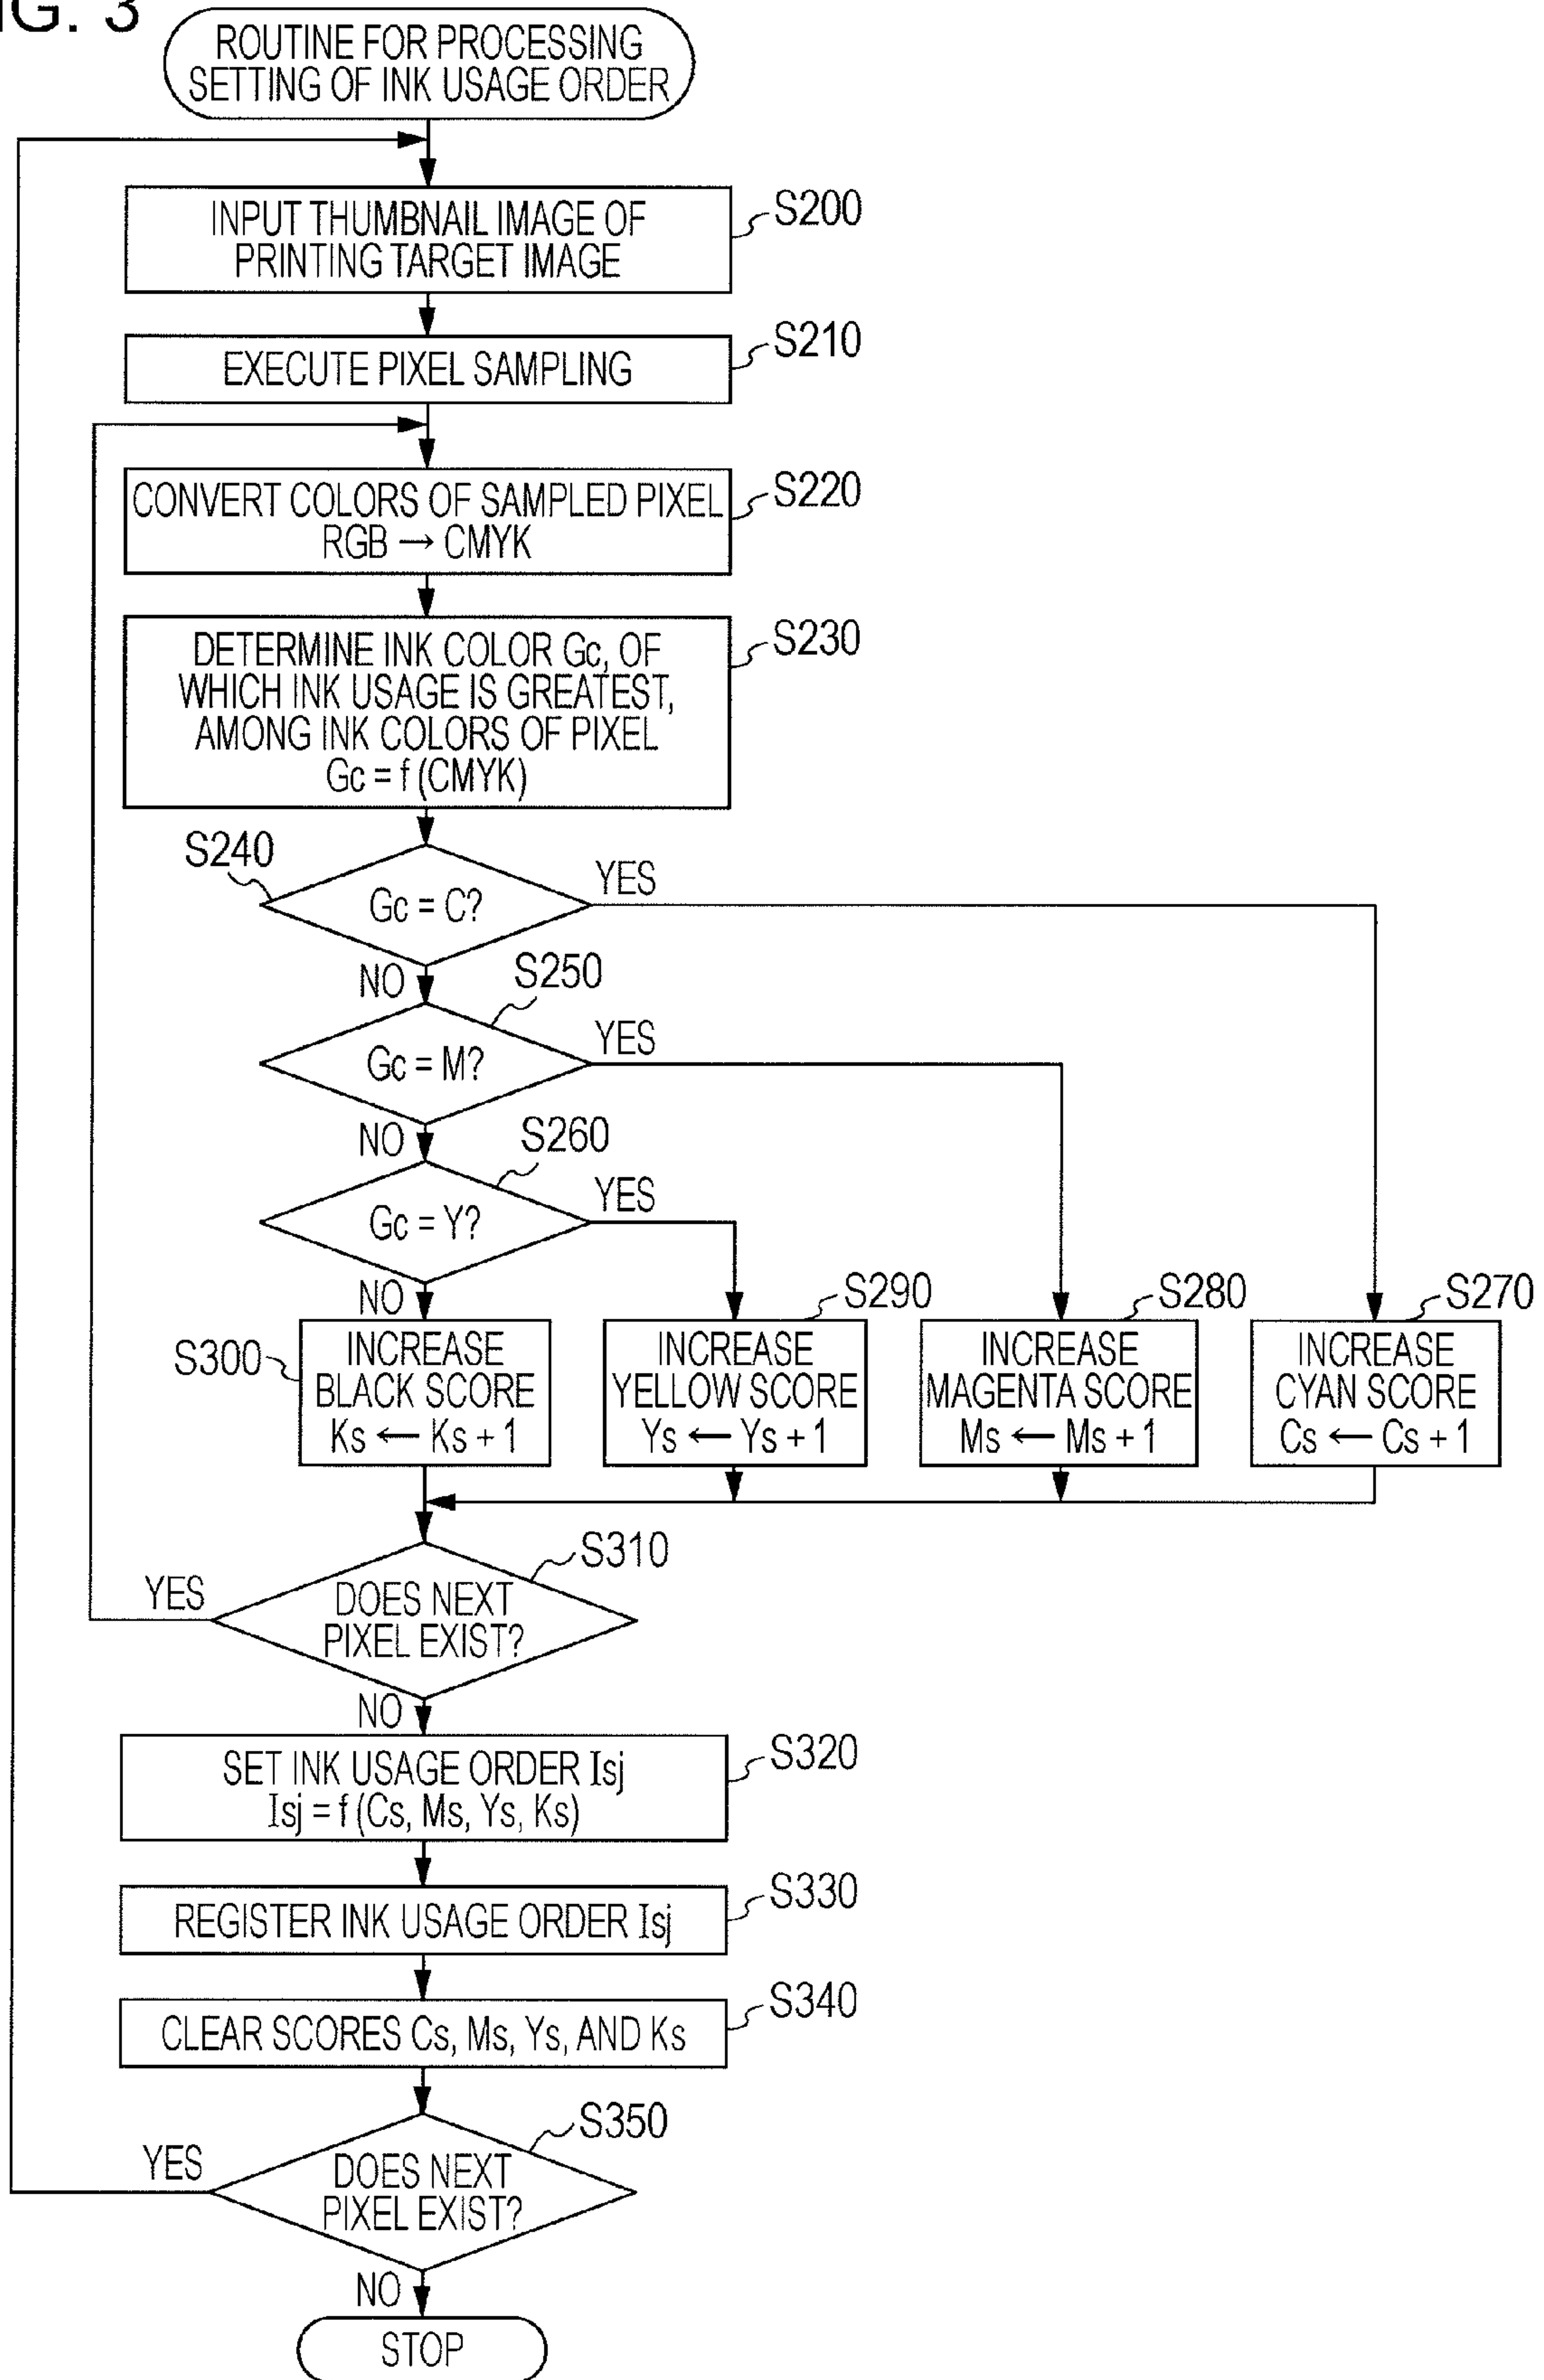 FIG. 3
ROUTINE FOR PROCESSING
SETTING OF INK USAGE ORDER
INPUT THUMBNAIL IMAGE OF
PRINTING TARGET IMAGE
S200
EXECUTE PIXEL SAMPLING
S210
CONVERT COLORS OF SAMPLED PIXEL
RGB → CMYK
S220
DETERMINE INK COLOR Gc, OF
WHICH INK USAGE IS GREATEST,
AMONG INK COLORS OF PIXEL
Gc = f (CMYK)
S230
S240
Gc = C?
YES
NO
S250
Gc = M?
YES
NO
S260
Gc = Y?
YES
NO
S300
INCREASE
BLACK SCORE
Ks ← Ks + 1
S290
INCREASE
YELLOW SCORE
Ys ← Ys + 1
S280
INCREASE
MAGENTA SCORE
Ms ← Ms + 1
S270
INCREASE
CYAN SCORE
Cs ← Cs + 1
S310
DOES NEXT
PIXEL EXIST?
YES
NO
SET INK USAGE ORDER Isj
Isj = f (Cs, Ms, Ys, Ks)
S320
REGISTER INK USAGE ORDER Isj
S330
CLEAR SCORES Cs, Ms, Ys, AND Ks
S340
S350
DOES NEXT
PIXEL EXIST?
YES
NO
STOP